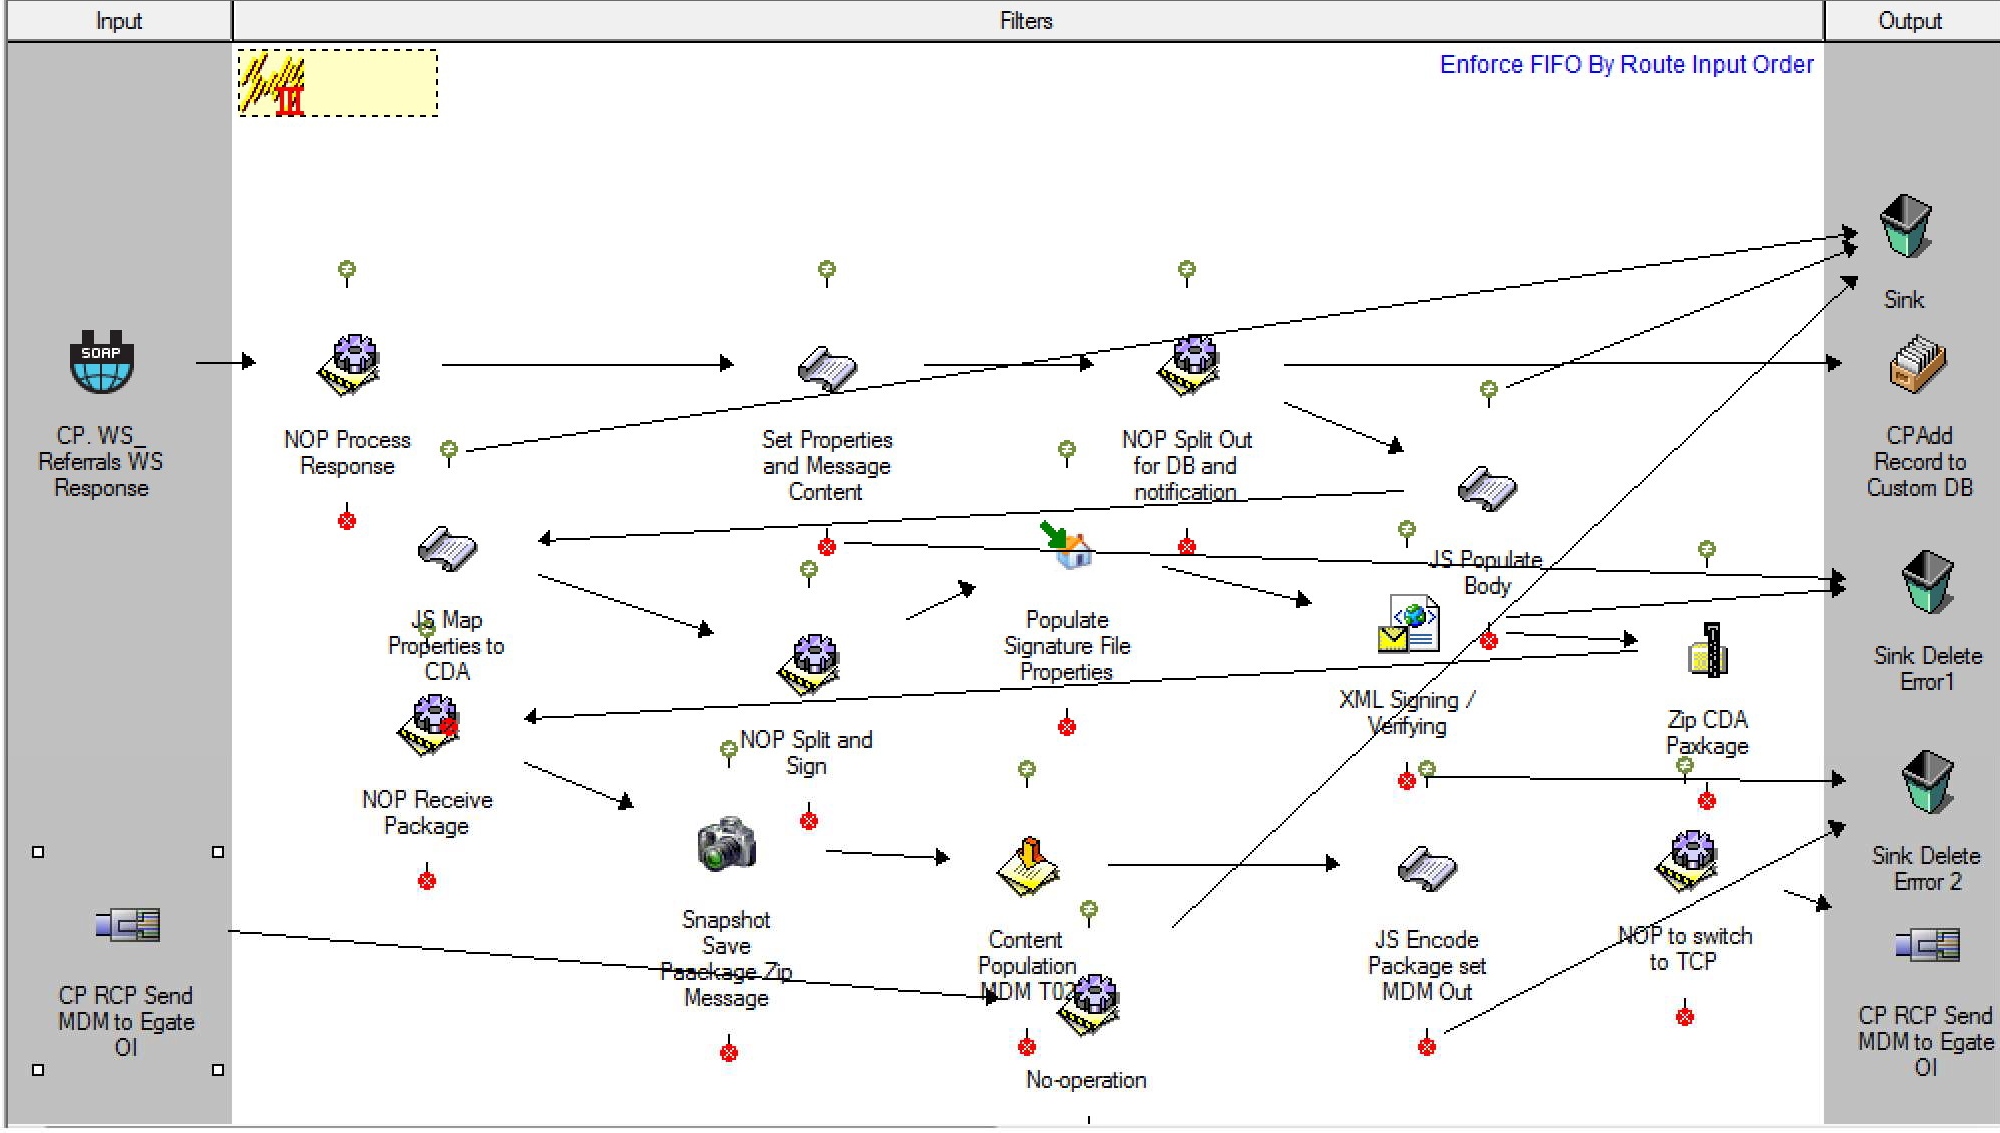 Input
Filters
Output
Enforce FIFO By Route Input Order
Sink
SOAP
CP. WS_
Referrals WS
Response
NOP Process
Response
Set Properties
and Message
Content
NOP Split Out
for DB and
notification
CPAdd
Record to
Custom DB
JS Populate
Body
JS Map
Properties to
CDA
Populate
Signature File
Properties
Sink Delete
Error1
XML Signing /
Verifying
Zip CDA
Paxkage
NOP Split and
Sign
NOP Receive
Package
Sink Delete
Error 2
Snapshot
Save
Paackage Zip
Message
Content
Population
MDM T02
JS Encode
Package set
MDM Out
NOP to switch
to TCP
CP RCP Send
MDM to Egate
OI
CP RCP Send
MDM to Egate
OI
No-operation